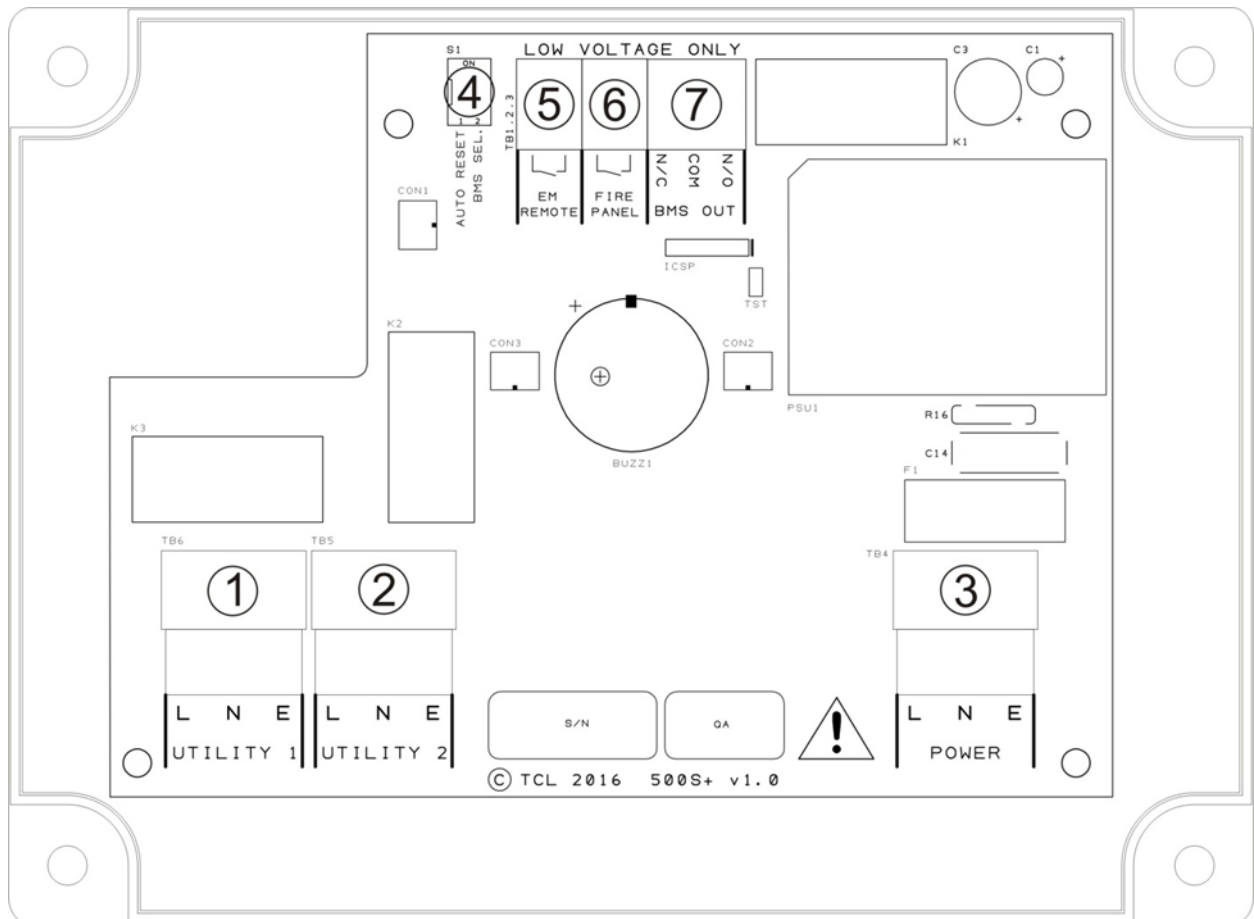 S1
LOW VOLTAGE ONLY
C3
C1
+
+
ON
4
1 2
AUTO RESET
BMS SEL.
TB1.2.3
5
6
7
K1
EM
REMOTE
FIRE
PANEL
N/C
COM
N/O
BMS OUT
CON1
ICSP
TST
+
K2
CON3
CON2
BUZZ1
PSU1
R16
C14
F1
K3
TB6
TB5
TB4
1
2
3
L N E
UTILITY 1
L N E
UTILITY 2
S/N
QA
!
L N E
POWER
© TCL 2016 500S+ v1.0